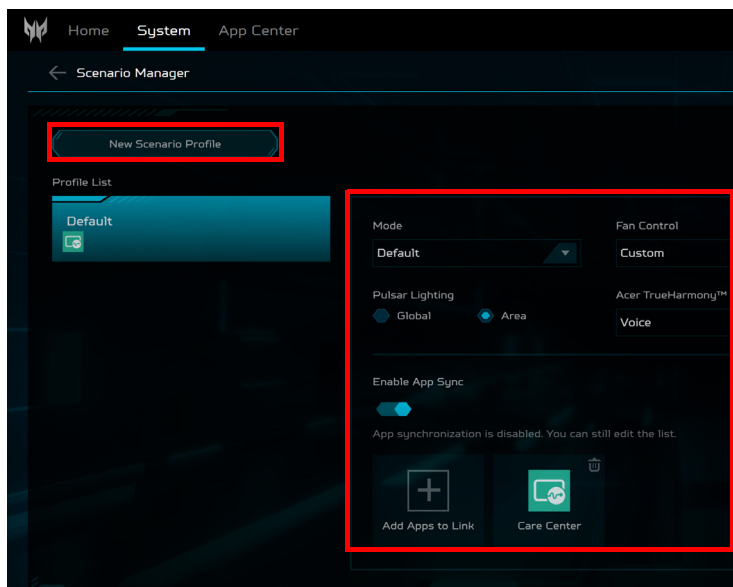 Home System App Center
Scenario Manager
New Scenario Profile
Profile List
Default
Mode Fan Control
Default Custom
Pulsar Lighting Acer TrueHarmony™
Global Area
Voice
Enable App Sync
App synchronization is disabled. You can still edit the list.
Add Apps to Link Care Center